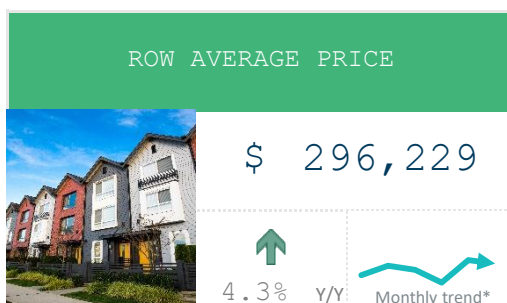 ROW AVERAGE PRICE
$ 296,229
4.3% Y/Y
Monthly trend*